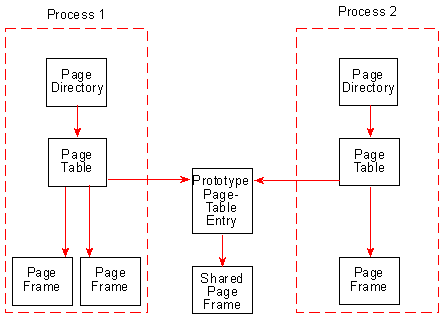 Process 1
Process 2
Page
Directory
Page
Directory
Page
Table
Page
Table
Prototype
Page-
Table
Entry
Page
Frame
Page
Frame
Shared
Page
Frame
Page
Frame